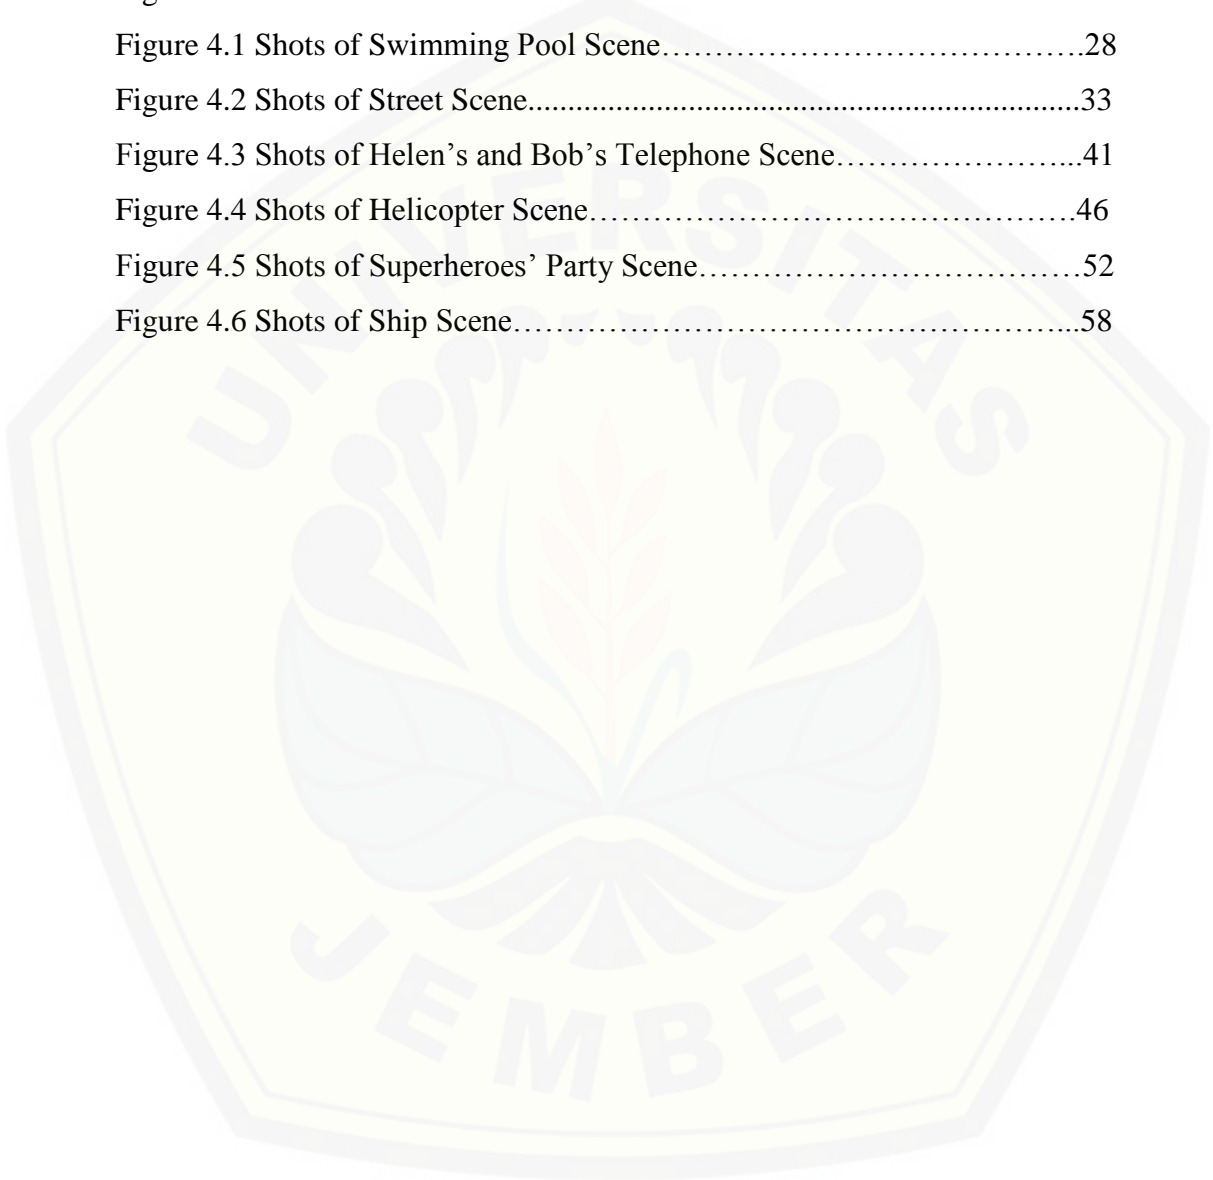 Figure 4.1 Shots of Swimming Pool Scene…………………………………….28
Figure 4.2 Shots of Street Scene......................................................................33
Figure 4.3 Shots of Helen’s and Bob’s Telephone Scene…………………....41
Figure 4.4 Shots of Helicopter Scene………………………………………….46
Figure 4.5 Shots of Superheroes’ Party Scene…………………………………52
Figure 4.6 Shots of Ship Scene…………………………………………………...58
UNIVERSITAS
JEMBER